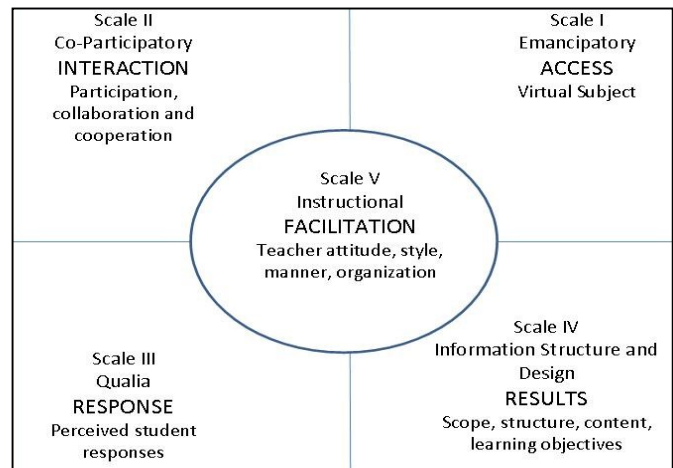 Scale II
Co-Participatory
INTERACTION
Participation,
collaboration and
cooperation
Scale I
Emancipatory
ACCESS
Virtual Subject
Scale V
Instructional
FACILITATION
Teacher attitude, style,
manner, organization
Scale III
Qualia
RESPONSE
Perceived student
responses
Scale IV
Information Structure and
Design
RESULTS
Scope, structure, content,
learning objectives